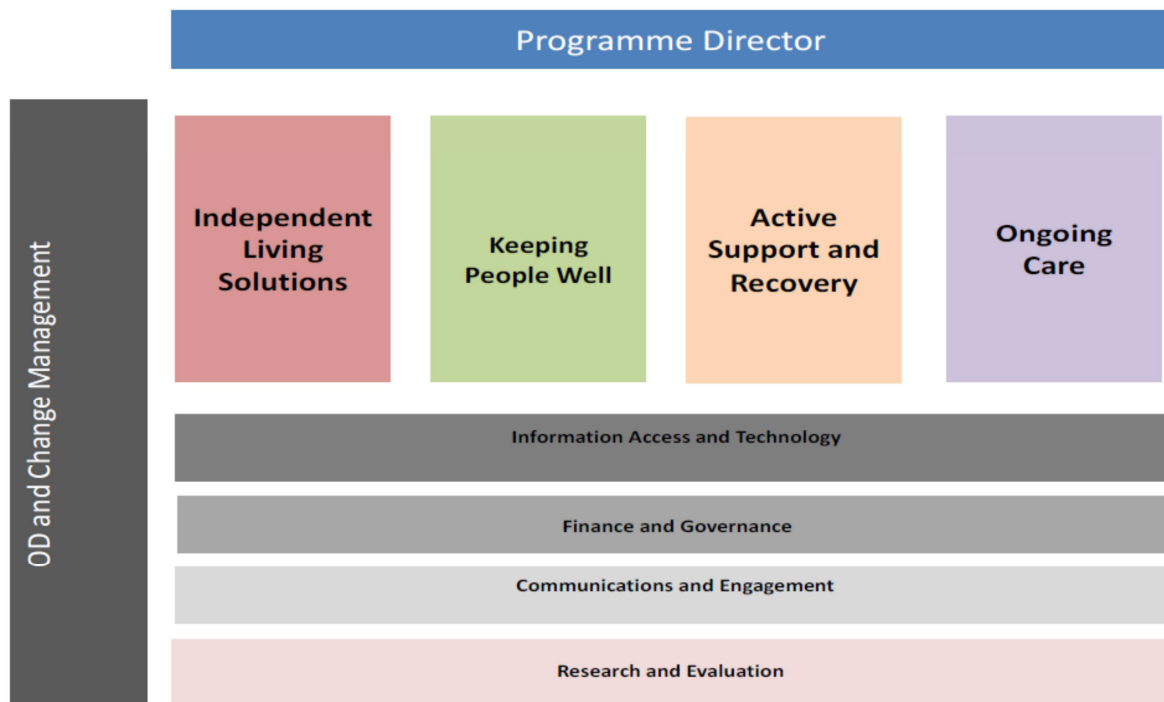 Programme Director
OD and Change Management
Independent
Living
Solutions
Keeping
People Well
Active
Support and
Recovery
Ongoing
Care
Information Access and Technology
Finance and Governance
Communications and Engagement
Research and Evaluation